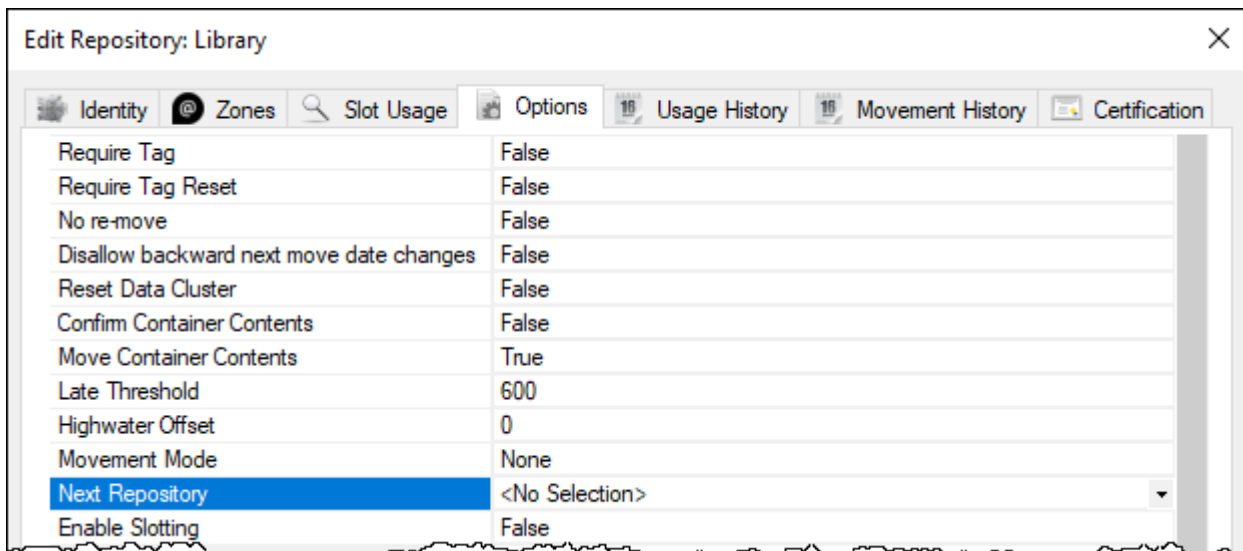 Edit Repository: Library
Identity Zones Slot Usage Options Usage History Movement History Certification
Require Tag False
Require Tag Reset False
No re-move False
Disallow backward next move date changes False
Reset Data Cluster False
Confirm Container Contents False
Move Container Contents True
Late Threshold 600
Highwater Offset 0
Movement Mode None
Next Repository <No Selection>
Enable Slotting False